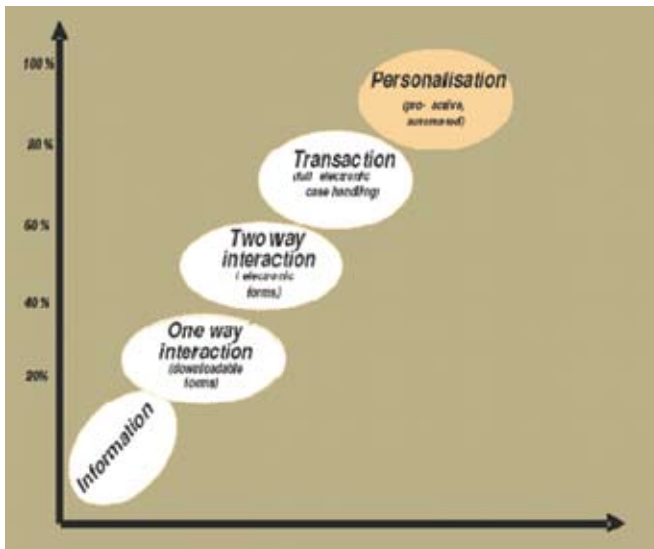 100%
Personalisation
(pro- active,
automated)
80%
Transaction
(full electronic
case handling)
60%
Two way
interaction
( electronic
forms)
40%
One way
interaction
(downloadable
forms)
20%
Information